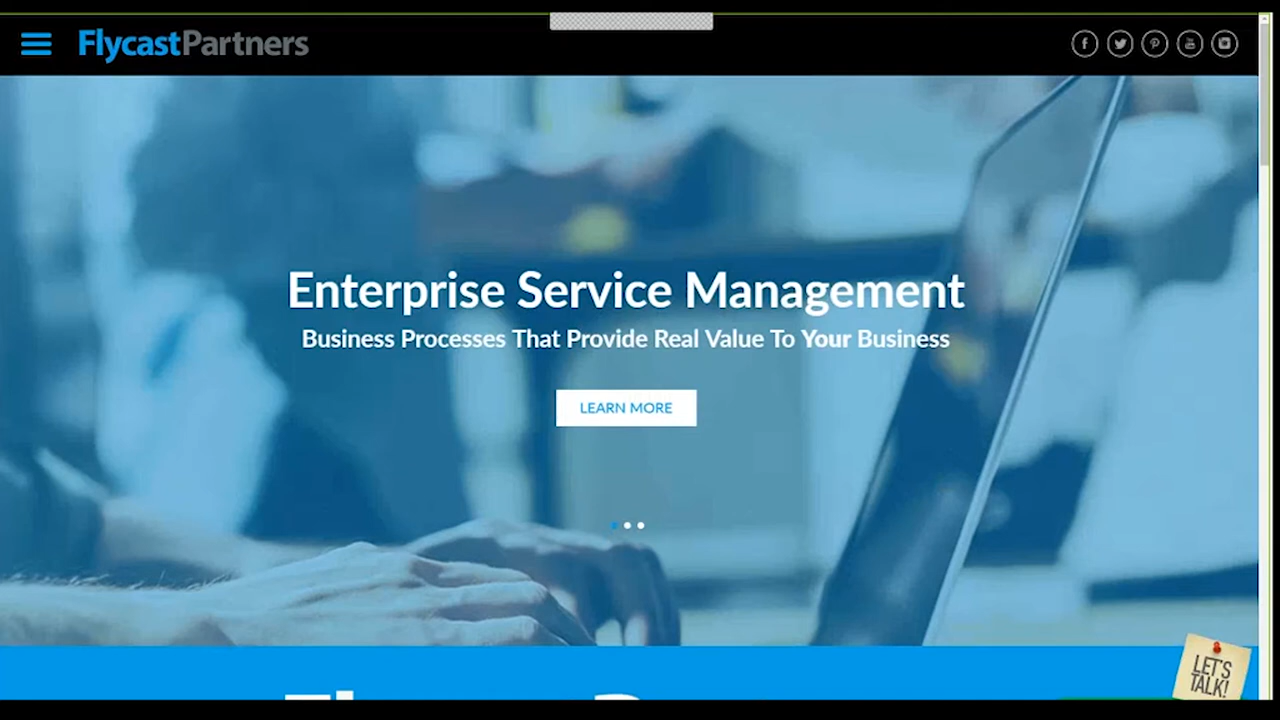 FlycastPartners
Enterprise Service Management
Business Processes That Provide Real Value To Your Business
LEARN MORE
LET'S
TALK!